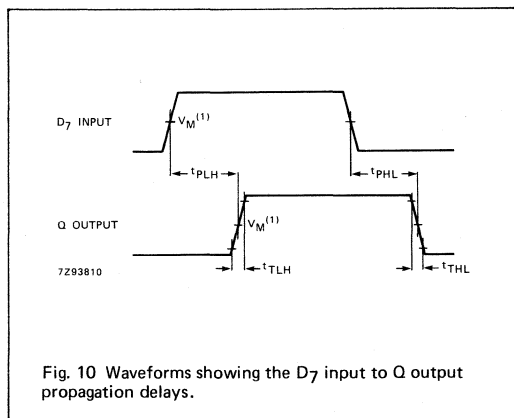 D7 INPUT
VM(1)
tPLH
tPHL
Q OUTPUT
VM(1)
7Z93810
tTLH
tTHL
Fig. 10 Waveforms showing the D7 input to Q output
propagation delays.